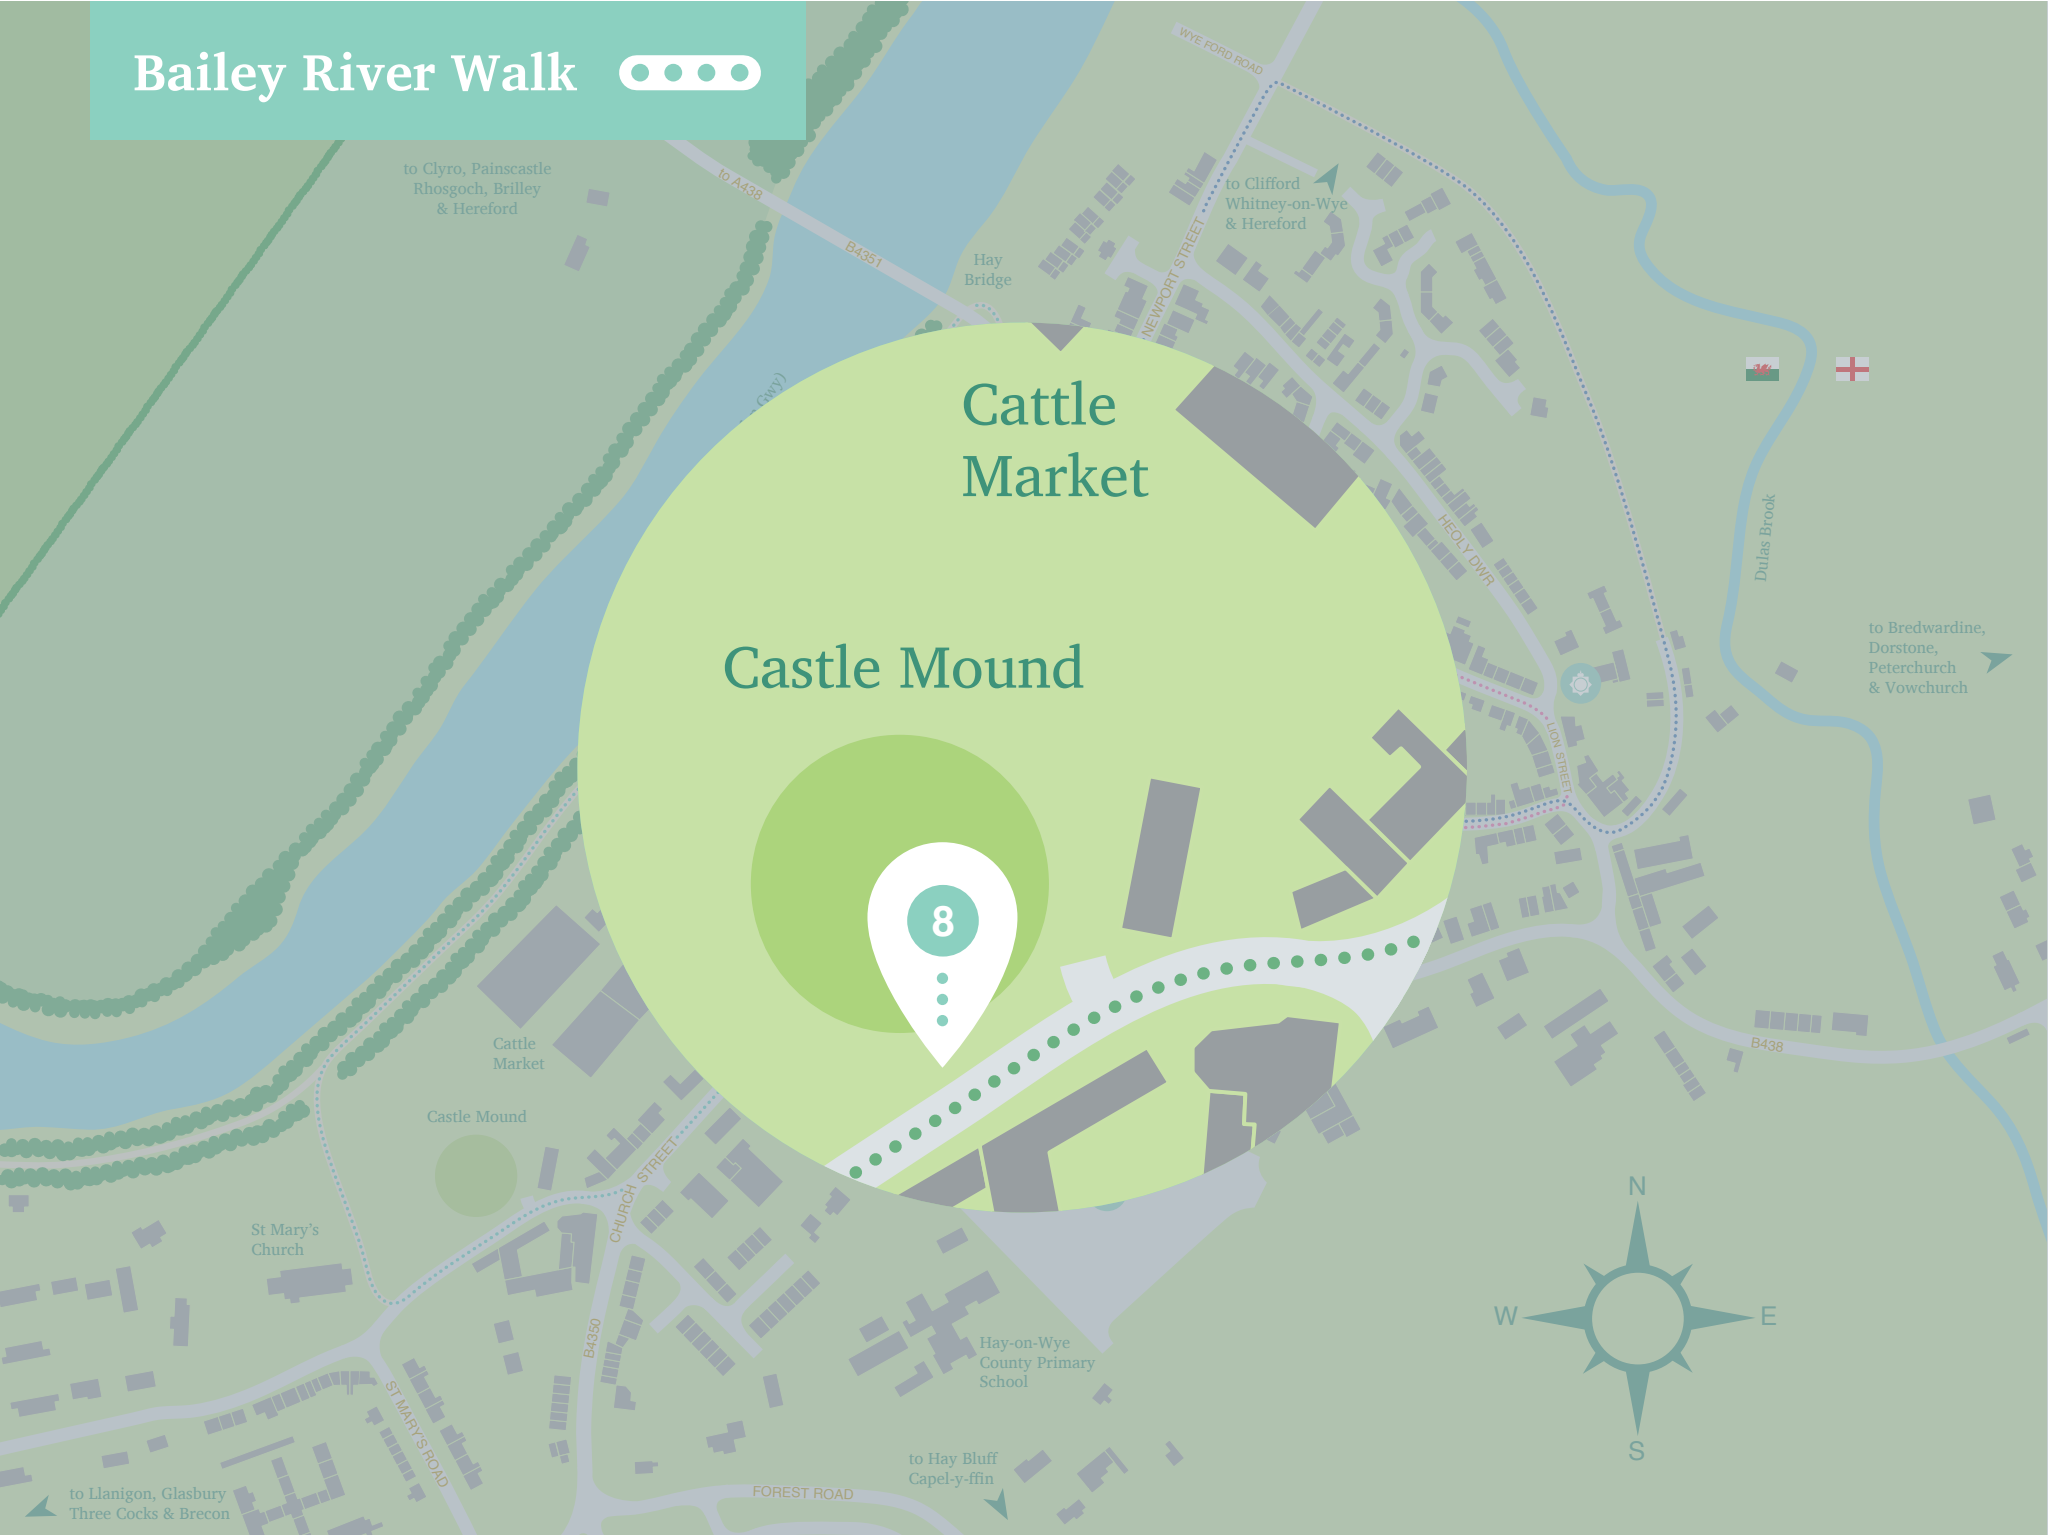 Bailey River Walk
WYE FORD ROAD
to Clyro, Painscastle
Rhosgoch, Brilley
& Hereford
to A438
B4351
to Clifford
Whitney-on-Wye
& Hereford
Hay
Bridge
NEWPORT STREET
Gwy)
Cattle
Market
HEOLY DWR
Dulas Brook
Castle Mound
to Bredwardine,
Dorstone,
Peterchurch
& Vowchurch
LION STREET
8
Cattle
Market
B438
Castle Mound
CHURCH STREET
St Mary's
Church
N
W
E
S
B4350
Hay-on-Wye
County Primary
School
ST MARY'S ROAD
to Hay Bluff
Capel-y-ffin
FOREST ROAD
to Llanigon, Glasbury
Three Cocks & Brecon